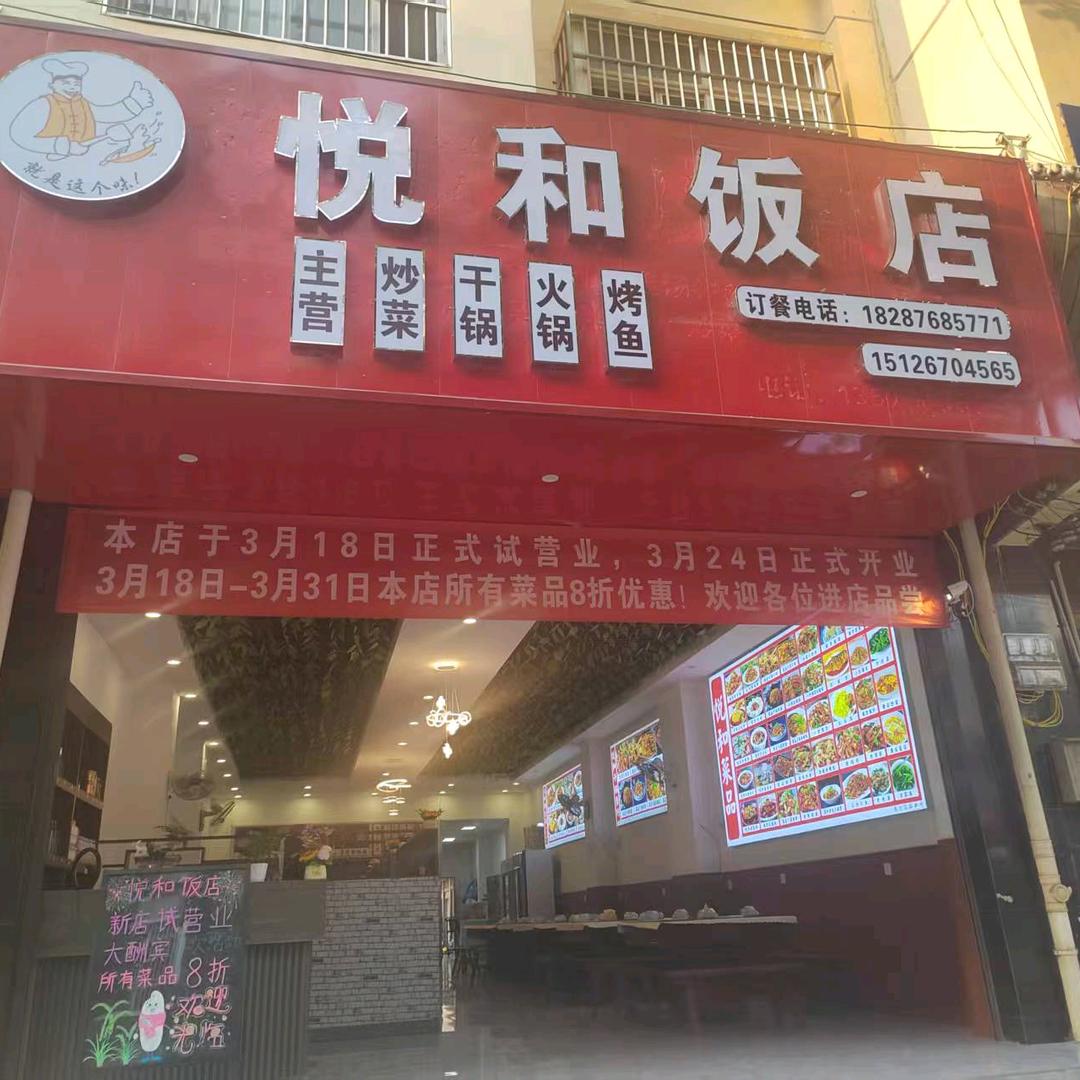 悦和饭店
就是这个味！
主营
炒菜
干锅
火锅
烤鱼
订餐电话：18287685771
15126704565
本店于3月18日正式试营业，3月24日正式开业
3月18日-3月31日本店所有菜品8折优惠！欢迎各位进店品尝
悦和菜品
悦和饭店
新店试营业
大酬宾
所有菜品8折
欢迎
光临